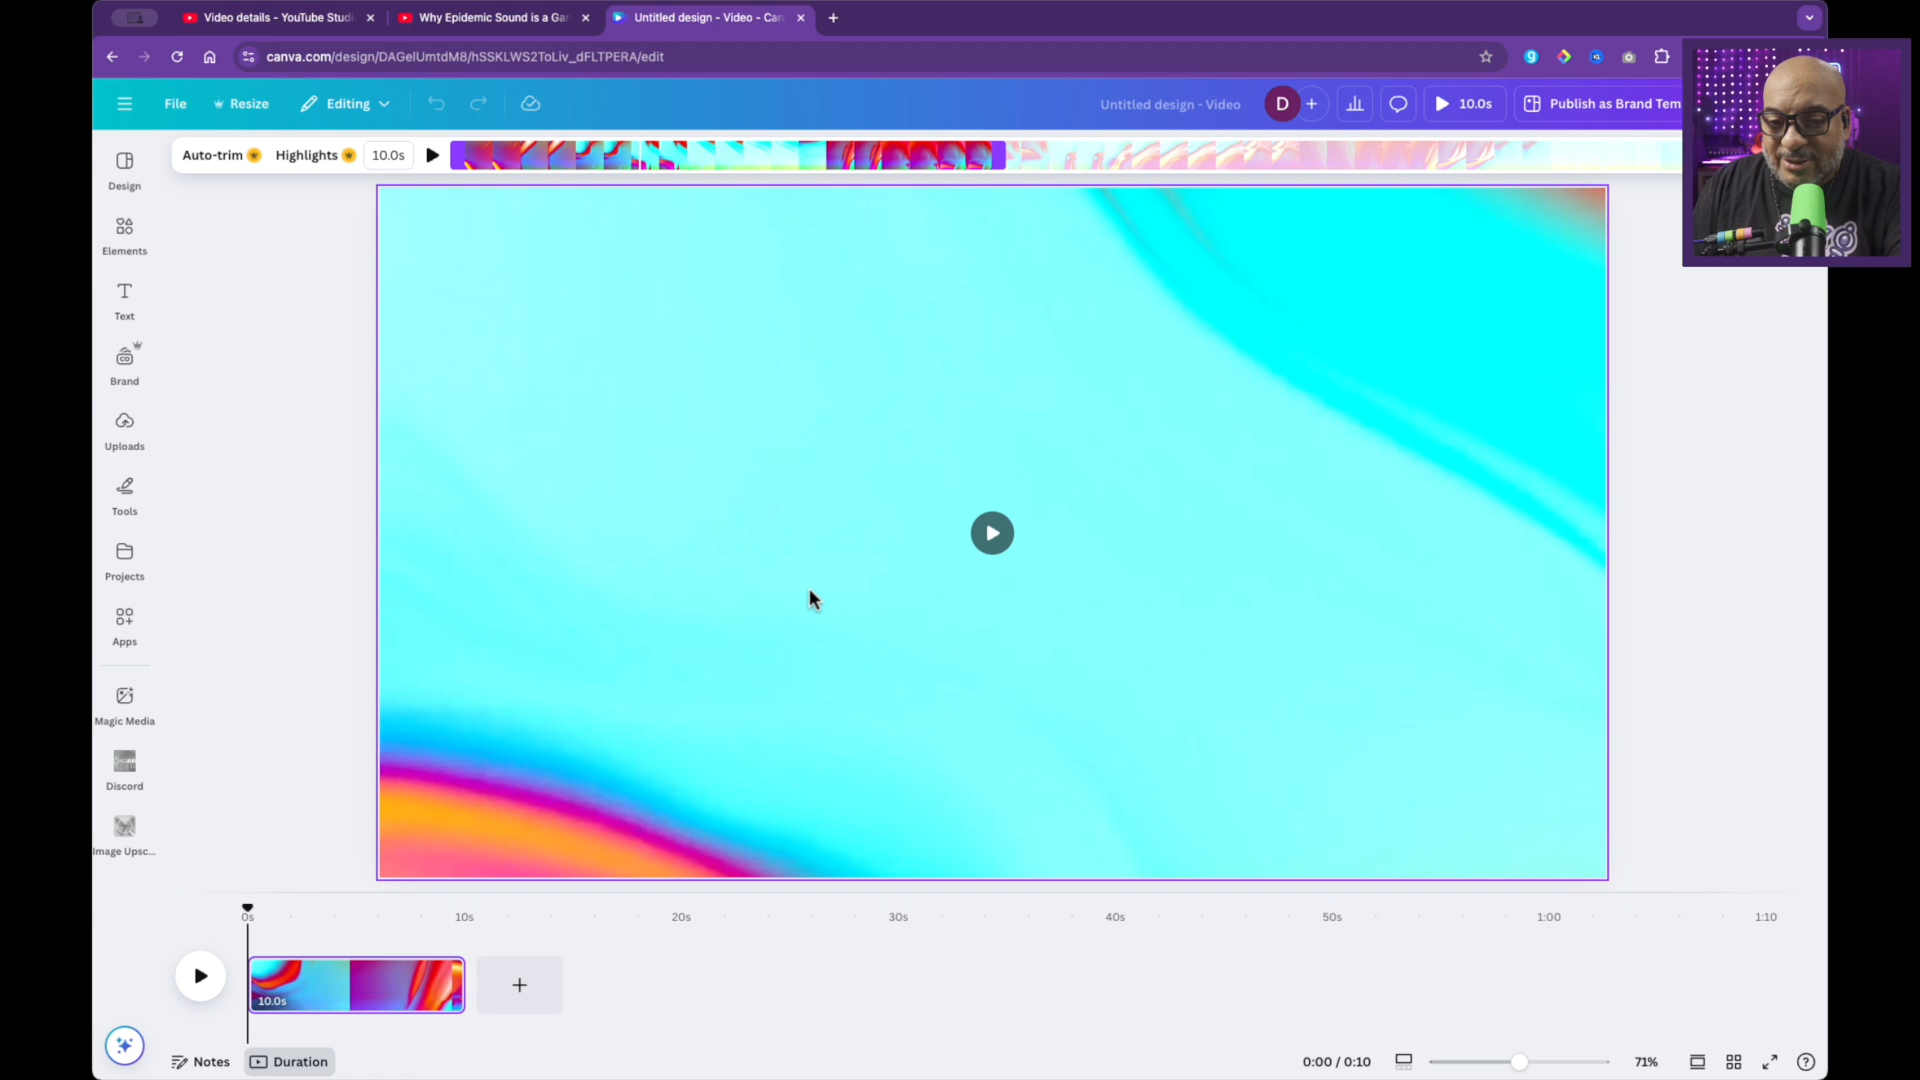 Video details - YouTube Studi
Why Epidemic Sound is a Gam
Untitled design - Video - Can
canva.com/design/DAGelUmtdM8/hSSKLWS2ToLiv_dFLTPERA/edit
File
Resize
Editing
Untitled design - Video
D
10.0s
Publish as Brand Tem
Auto-trim
Highlights
10.0s
Design
Elements
Text
Brand
Uploads
Tools
Projects
Apps
Magic Media
Discord
Image Upsc...
0s
10s
20s
30s
40s
50s
1:00
1:10
10.0s
Notes
Duration
0:00 / 0:10
71%